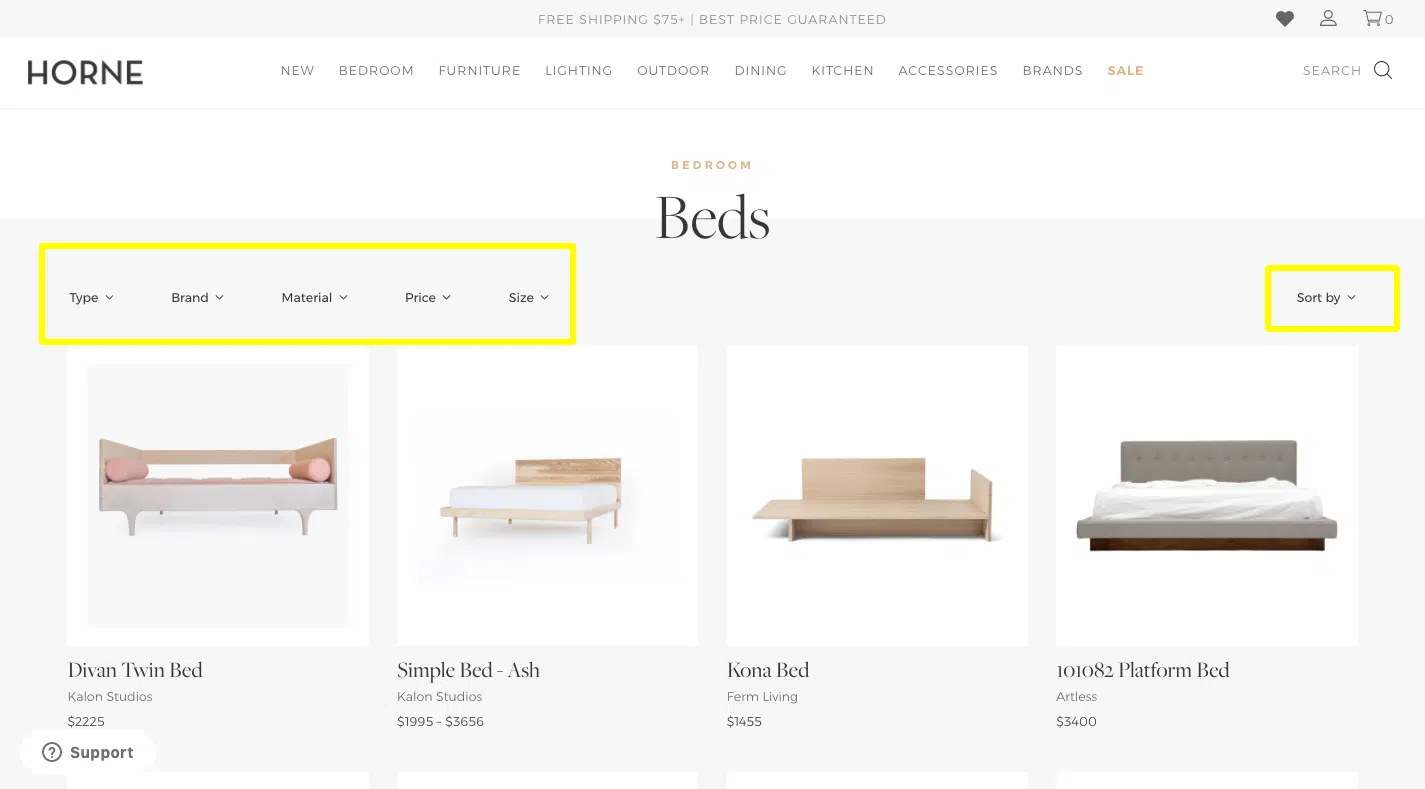 FREE SHIPPING $75+ | BEST PRICE GUARANTEED
0
HORNE
NEW BEDROOM FURNITURE LIGHTING OUTDOOR DINING KITCHEN ACCESSORIES BRANDS SALE
SEARCH
BEDROOM
Beds
Type Brand Material Price Size
Sort by
Divan Twin Bed
Kalon Studios
$2225
Simple Bed - Ash
Kalon Studios
$1995 – $3656
Kona Bed
Ferm Living
$1455
101082 Platform Bed
Artless
$3400
? Support